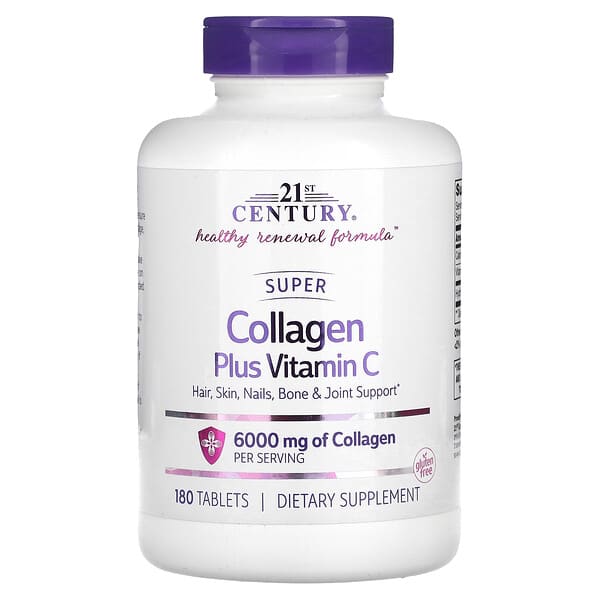 21ST
CENTURY®
healthy renewal formula™
SUPER
Collagen
Plus Vitamin C
Hair, Skin, Nails, Bone & Joint Support*
6000 mg of Collagen
PER SERVING
gluten
free
180 TABLETS | DIETARY SUPPLEMENT